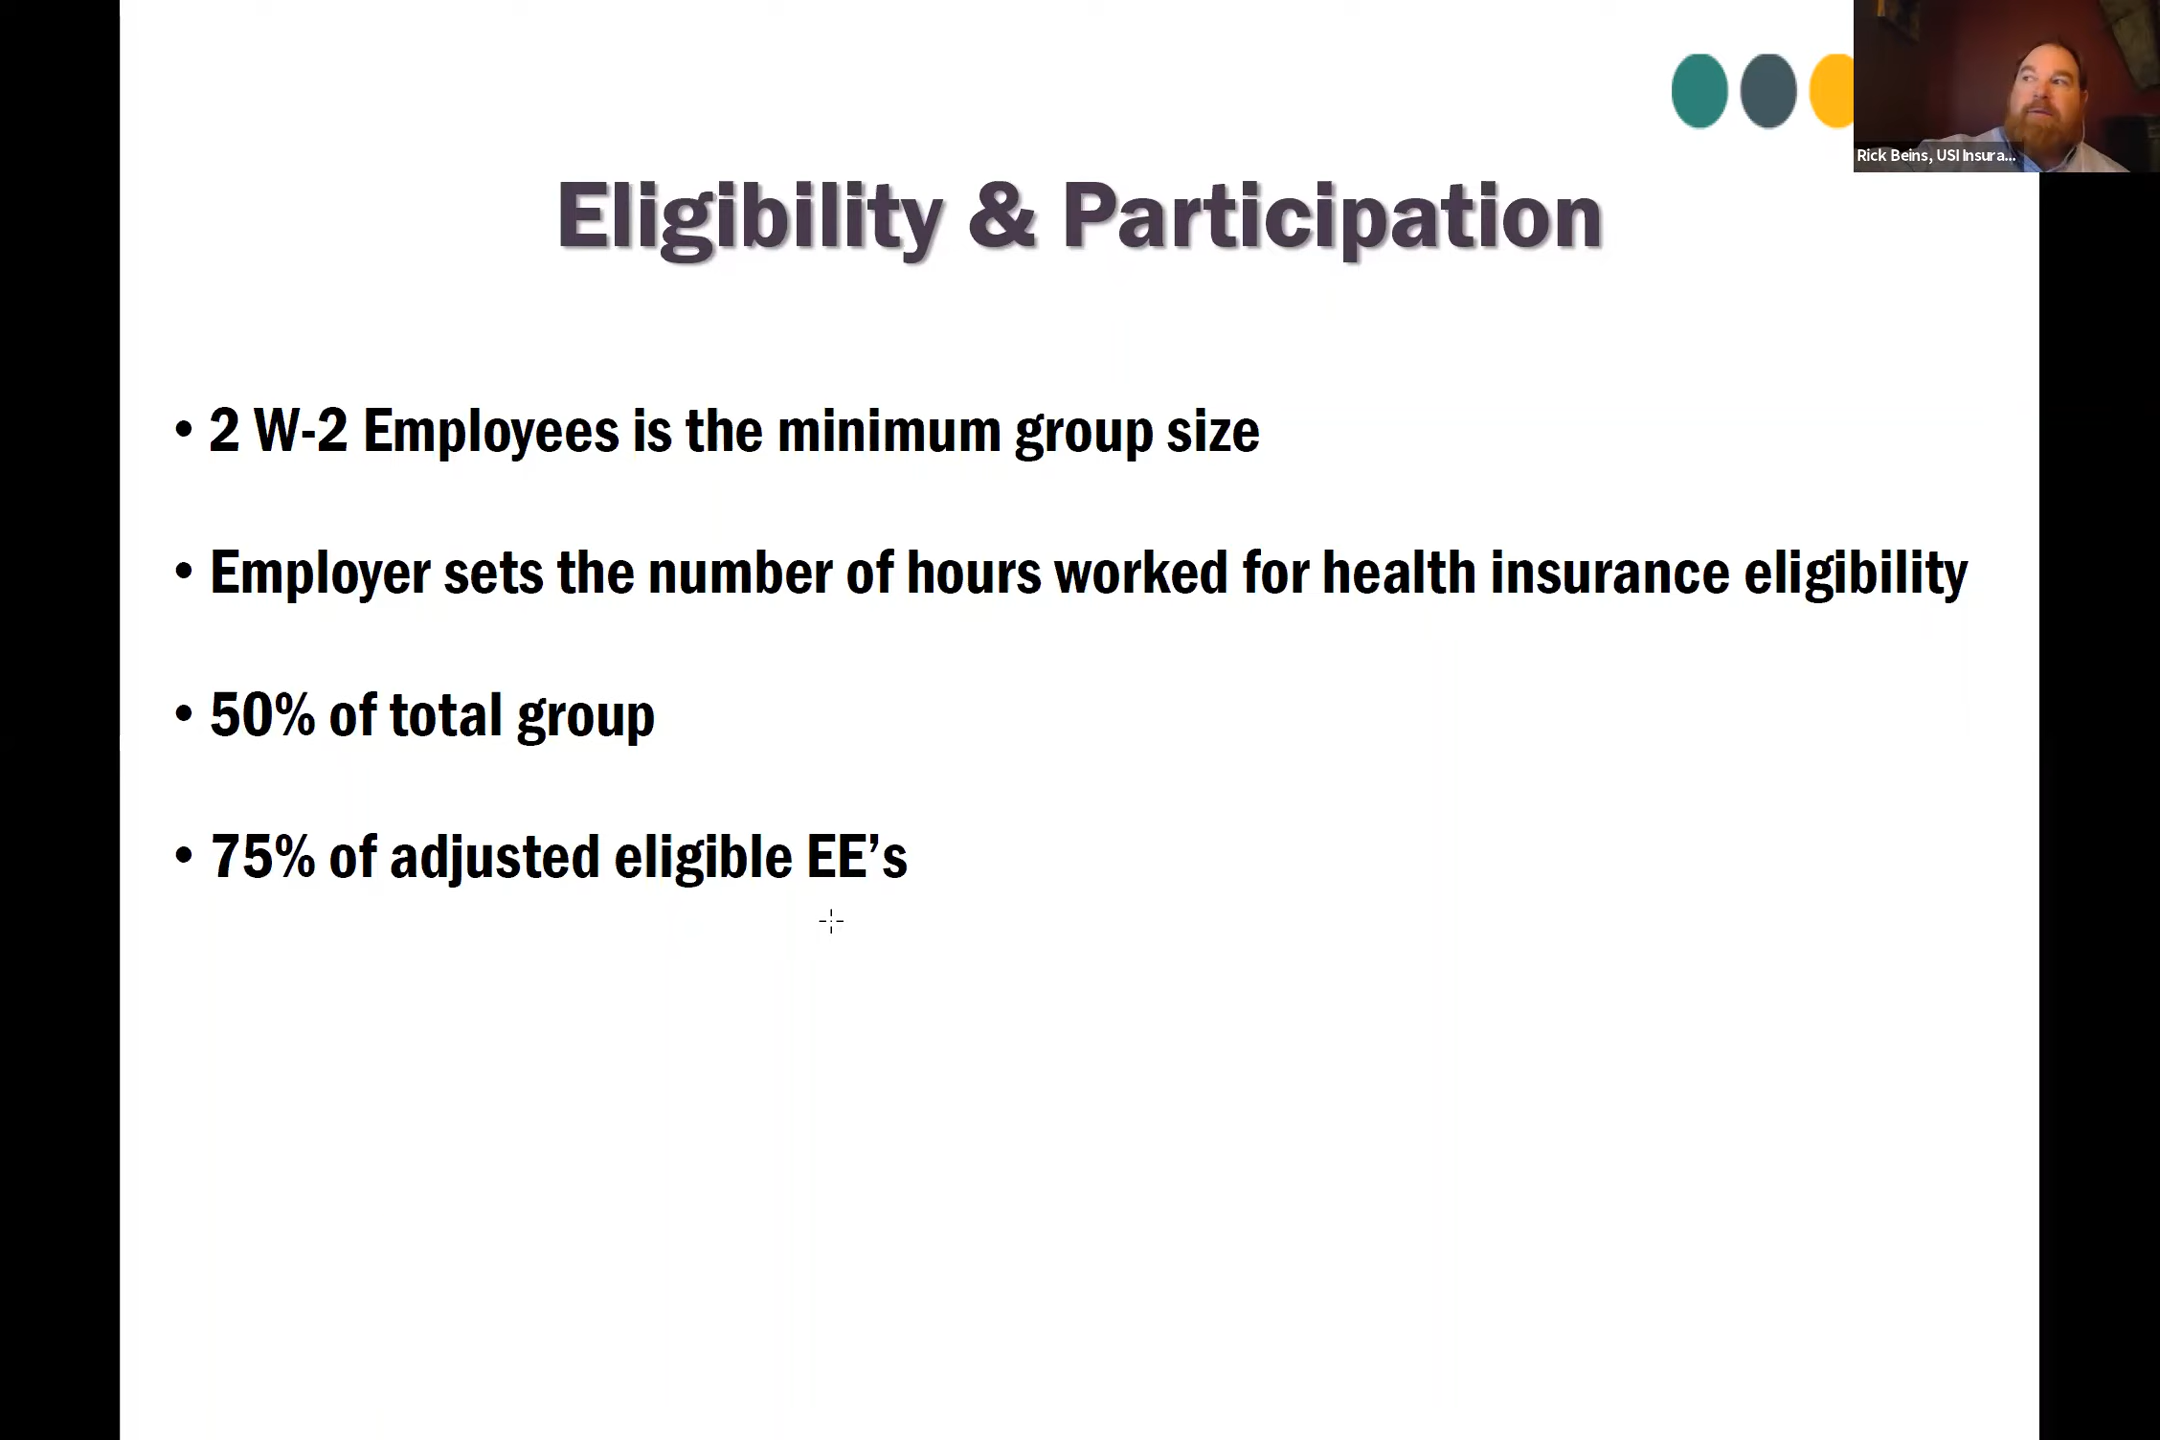 Rick Beins, USI Insura...
Eligibility & Participation
• 2 W-2 Employees is the minimum group size
• Employer sets the number of hours worked for health insurance eligibility
• 50% of total group
• 75% of adjusted eligible EE’s